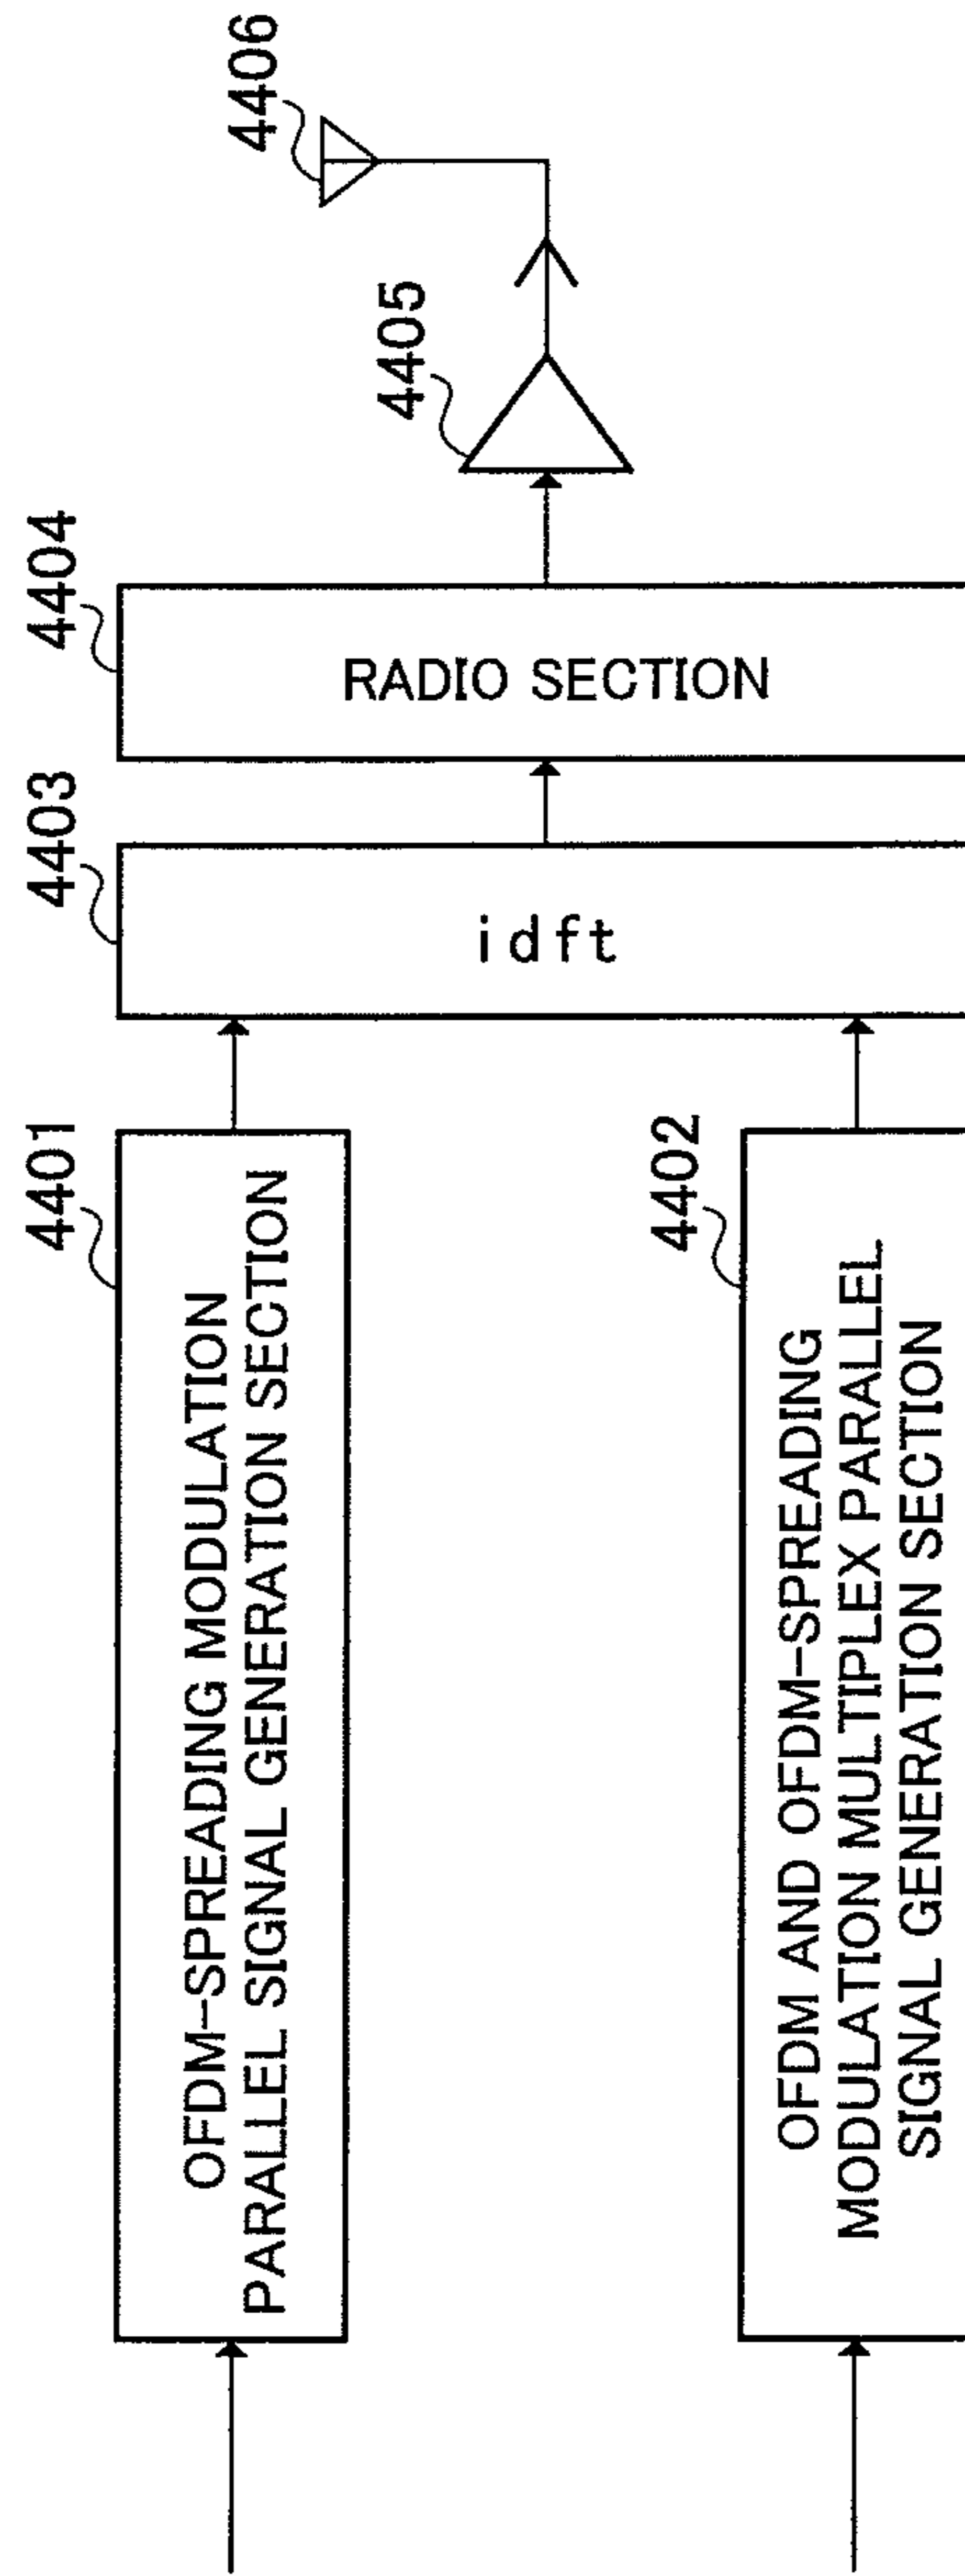 4401
OFDM-SPREADING MODULATION
PARALLEL SIGNAL GENERATION SECTION
4402
OFDM AND OFDM-SPREADING
MODULATION MULTIPLEX PARALLEL
SIGNAL GENERATION SECTION
4403
idft
4404
RADIO SECTION
4405
4406